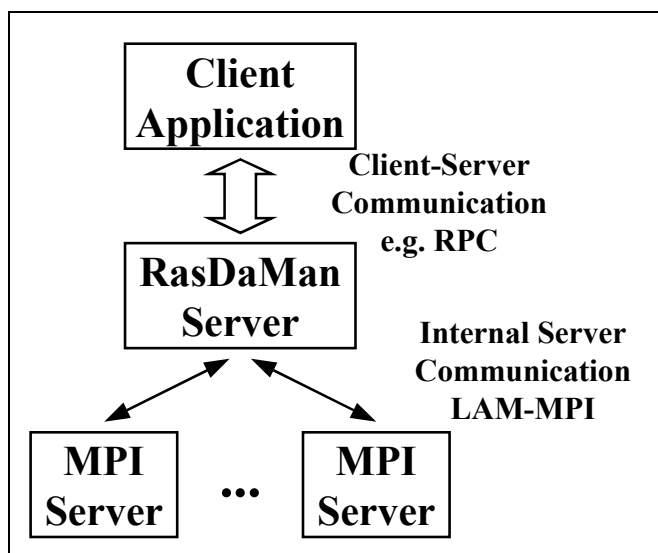 Client
Application
Client-Server
Communication
e.g. RPC
RasDaMan
Server
Internal Server
Communication
LAM-MPI
MPI
Server
...
MPI
Server